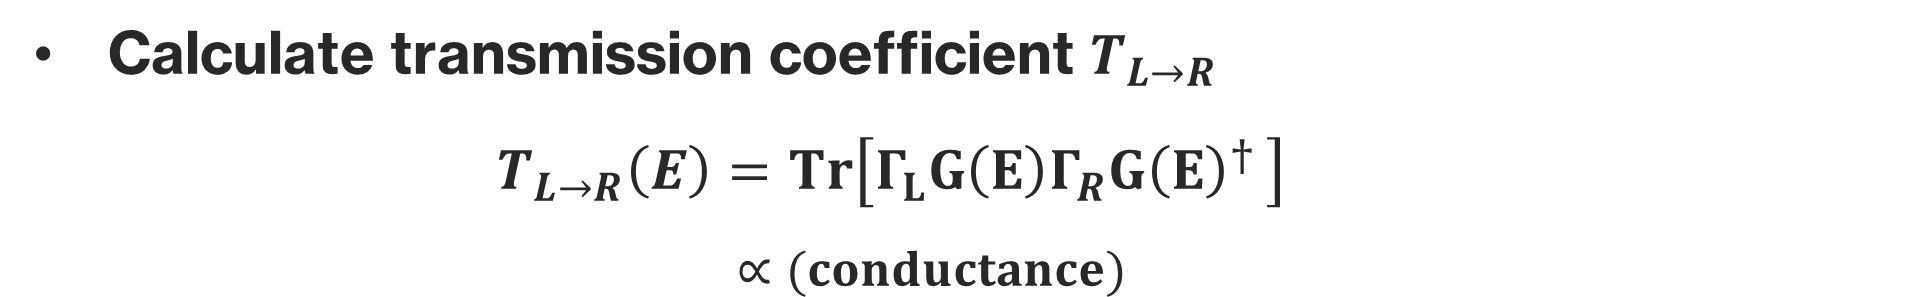 • Calculate transmission coefficient T_{L→R}
T_{L→R}(E) = Tr[Γ_L G(E)Γ_R G(E)^†]
∝ (conductance)